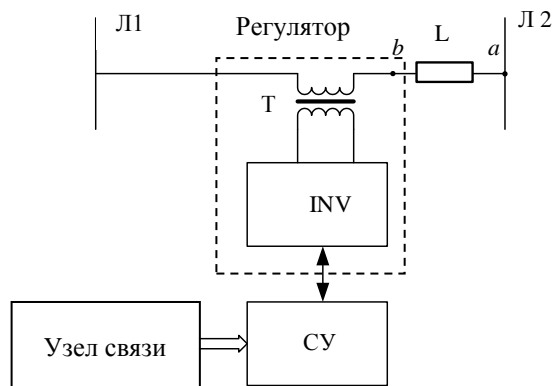 Л1
Регулятор
b
L
a
Л 2
Т
INV
СУ
Узел связи